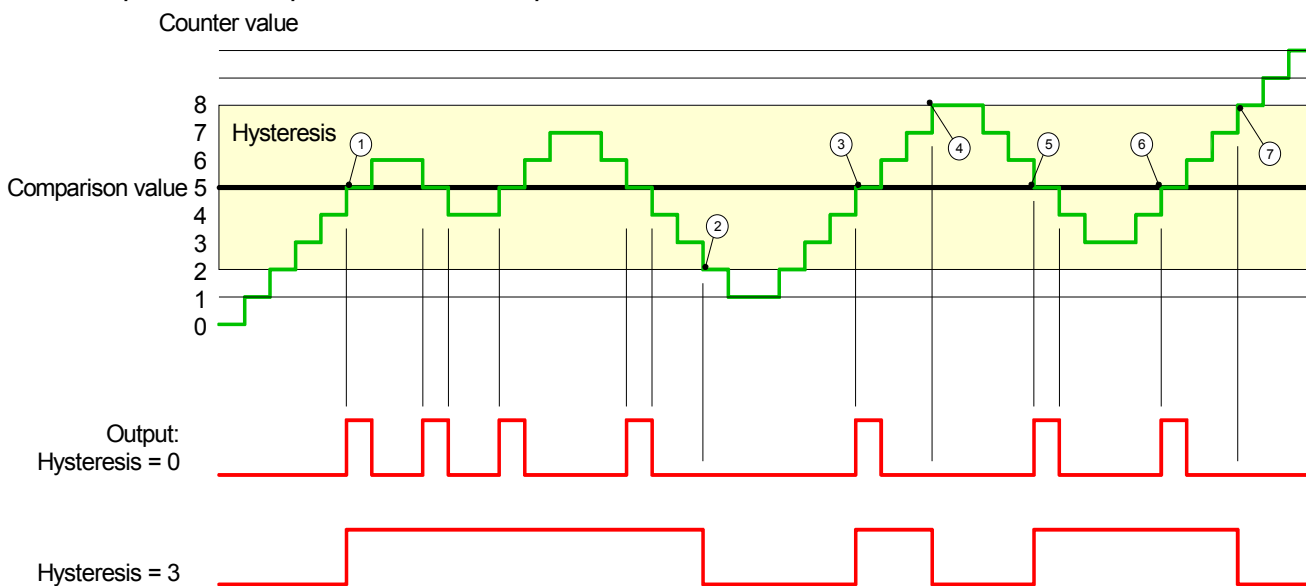 Counter value
8
Hysteresis
7
1
3
4
5
6
7
6
Comparison value 5
4
2
3
2
1
0
Output:
Hysteresis = 0
Hysteresis = 3